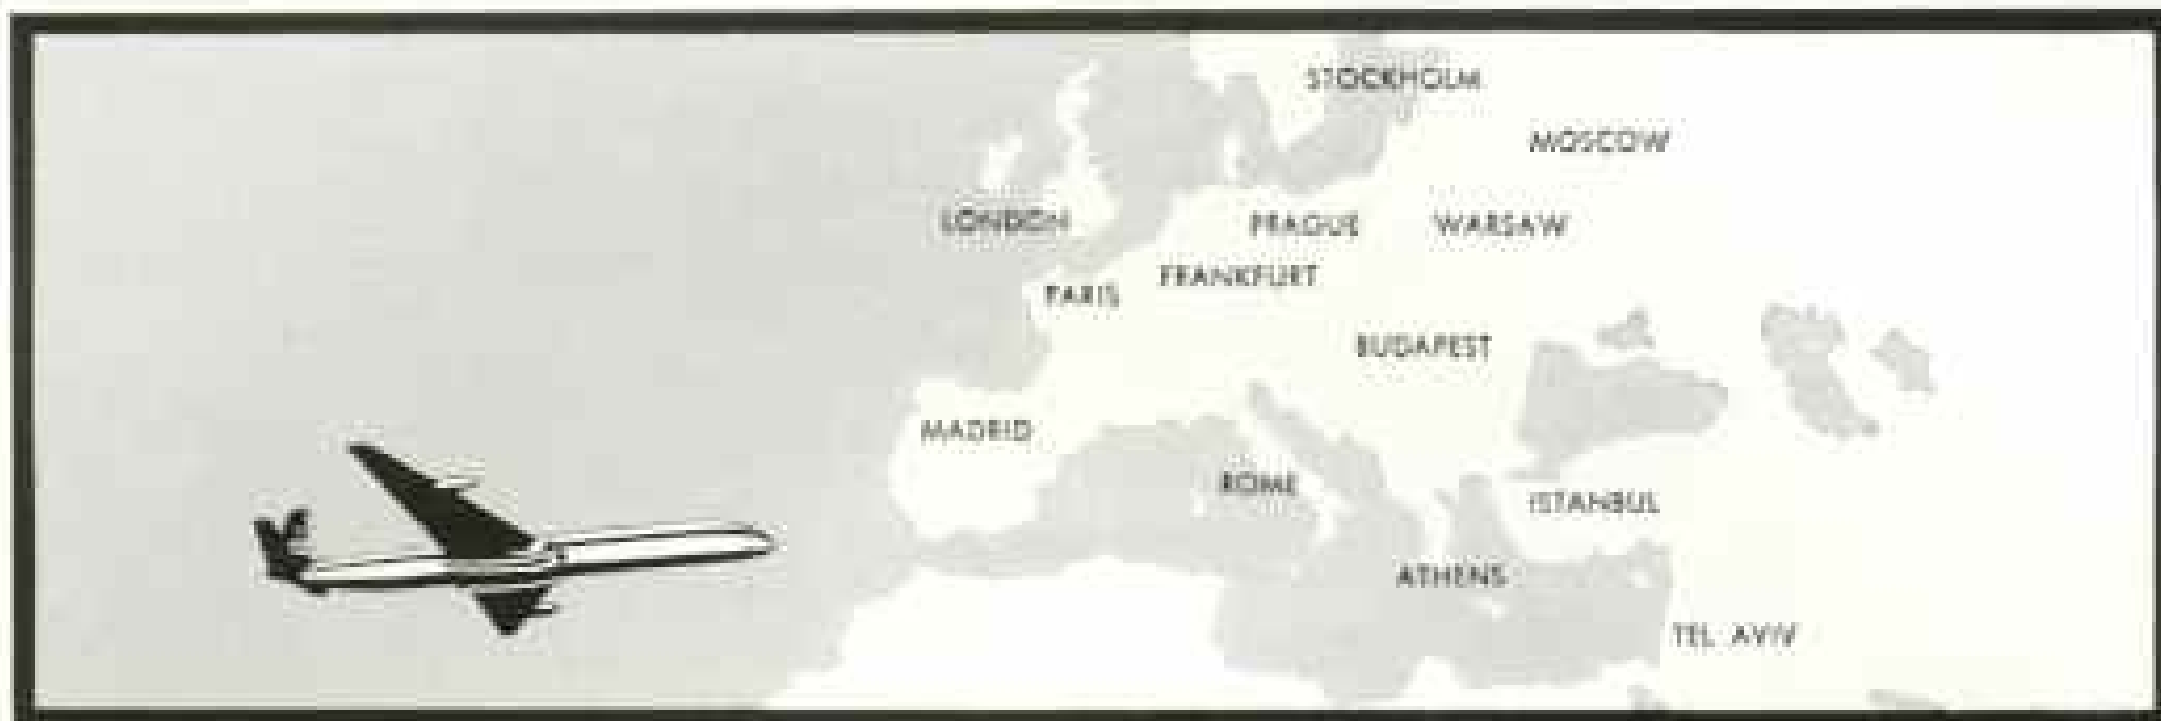 STOCKHOLM
MOSCOW
LONDON
PRAGUE
WARSAW
FRANKFURT
PARIS
BUDAPEST
MADRID
ROME
ISTANBUL
ATHENS
TEL AVIV